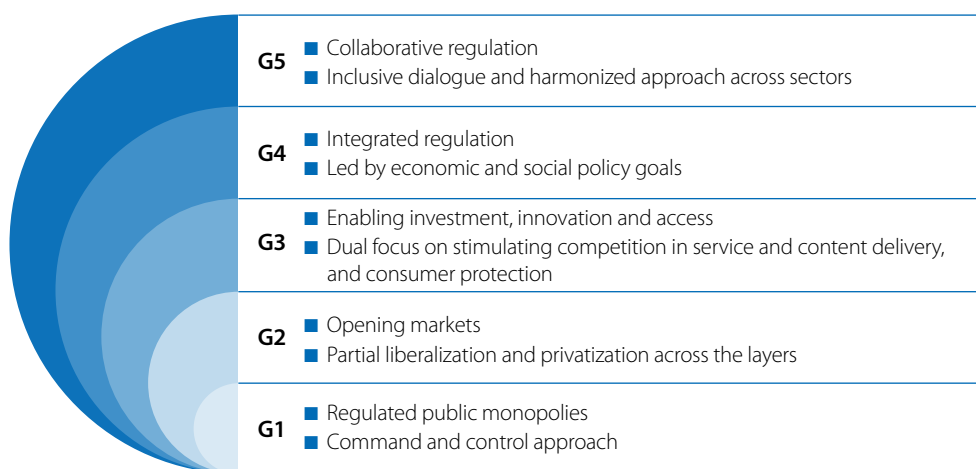 G5
■ Collaborative regulation
■ Inclusive dialogue and harmonized approach across sectors
G4
■ Integrated regulation
■ Led by economic and social policy goals
G3
■ Enabling investment, innovation and access
■ Dual focus on stimulating competition in service and content delivery,
and consumer protection
G2
■ Opening markets
■ Partial liberalization and privatization across the layers
G1
■ Regulated public monopolies
■ Command and control approach